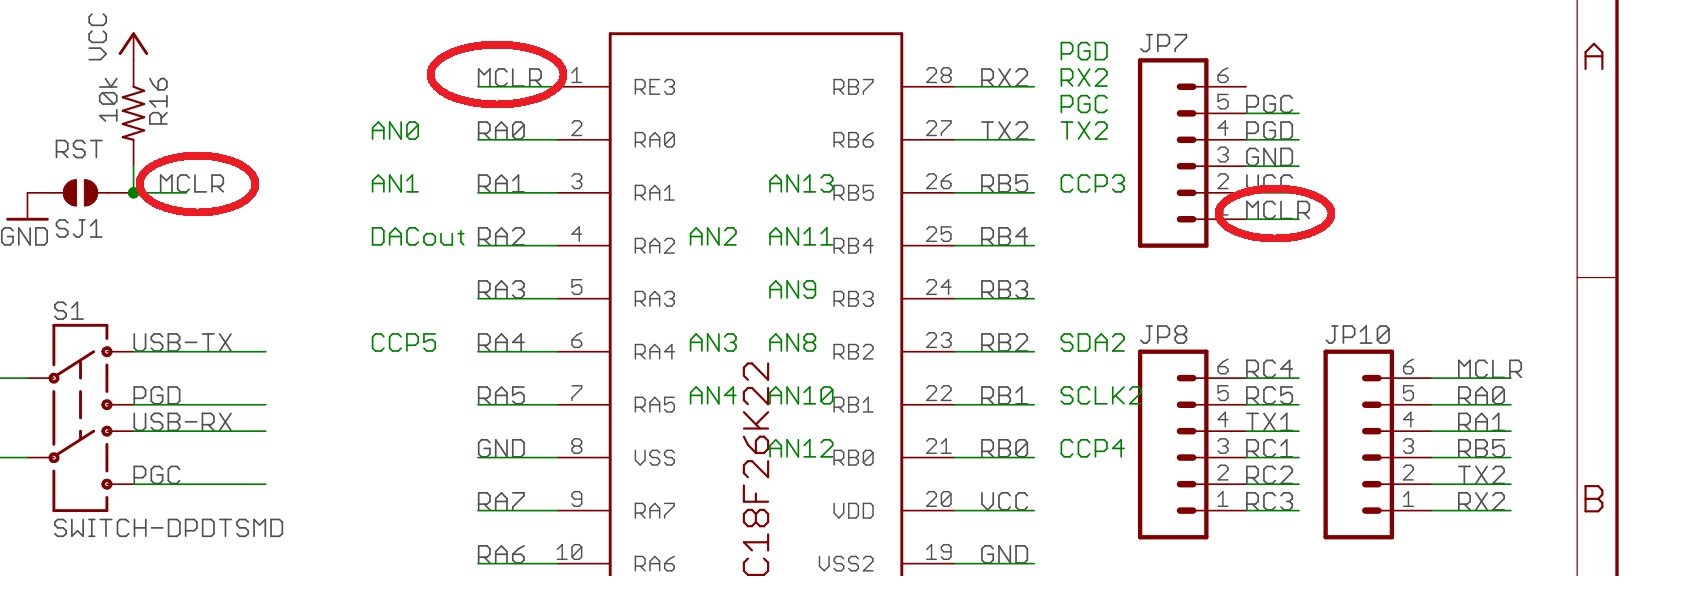 VCC
10k
R16
RST
MCLR
GND
SJ1
S1
USB-TX
PGD
USB-RX
PGC
SWITCH-DPDTSMD
MCLR 1 RE3
AN0 RA0 2 RA0
AN1 RA1 3 RA1
DACout RA2 4 RA2 AN2
RA3 5 RA3
CCP5 RA4 6 RA4 AN3
RA5 7 RA5 AN4
GND 8 VSS
RA7 9 RA7
RA6 10 RA6
C18F26K22
RB7 28 RX2
RB6 27 TX2
AN13 RB5 26 RB5 CCP3
AN11 RB4 25 RB4
AN9 RB3 24 RB3
AN8 RB2 23 RB2 SDA2
AN10 RB1 22 RB1 SCLK2
AN12 RB0 21 RB0 CCP4
VDD 20 VCC
VSS2 19 GND
PGD
RX2
PGC
TX2
JP7
6
5 PGC
4 PGD
3 GND
2 VCC
1 MCLR
JP8
6 RC4
5 RC5
4 TX1
3 RC1
2 RC2
1 RC3
JP10
6 MCLR
5 RA0
4 RA1
3 RB5
2 TX2
1 RX2
A
B